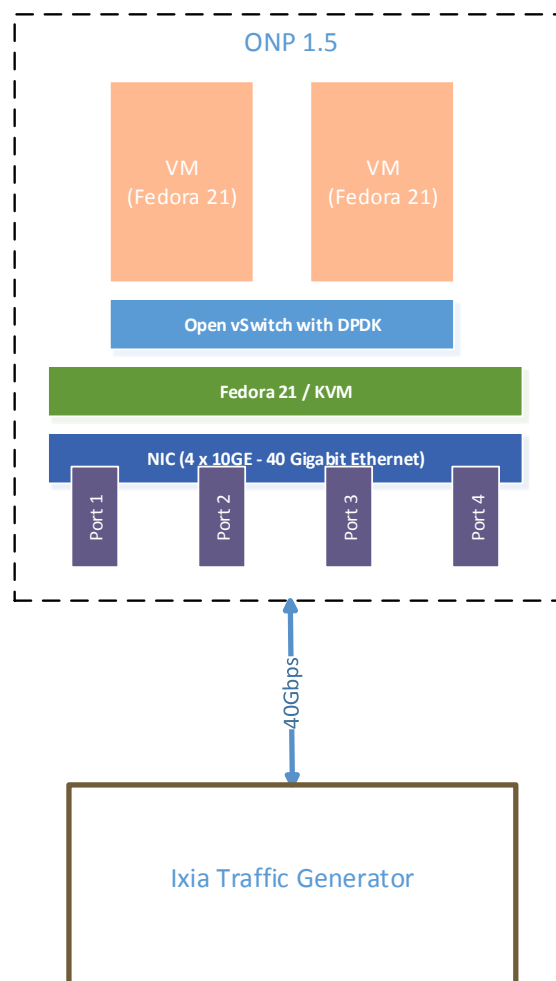 ONP 1.5
VM
(Fedora 21)
VM
(Fedora 21)
Open vSwitch with DPDK
Fedora 21 / KVM
NIC (4 x 10GE - 40 Gigabit Ethernet)
Port 1
Port 2
Port 3
Port 4
40Gbps
Ixia Traffic Generator